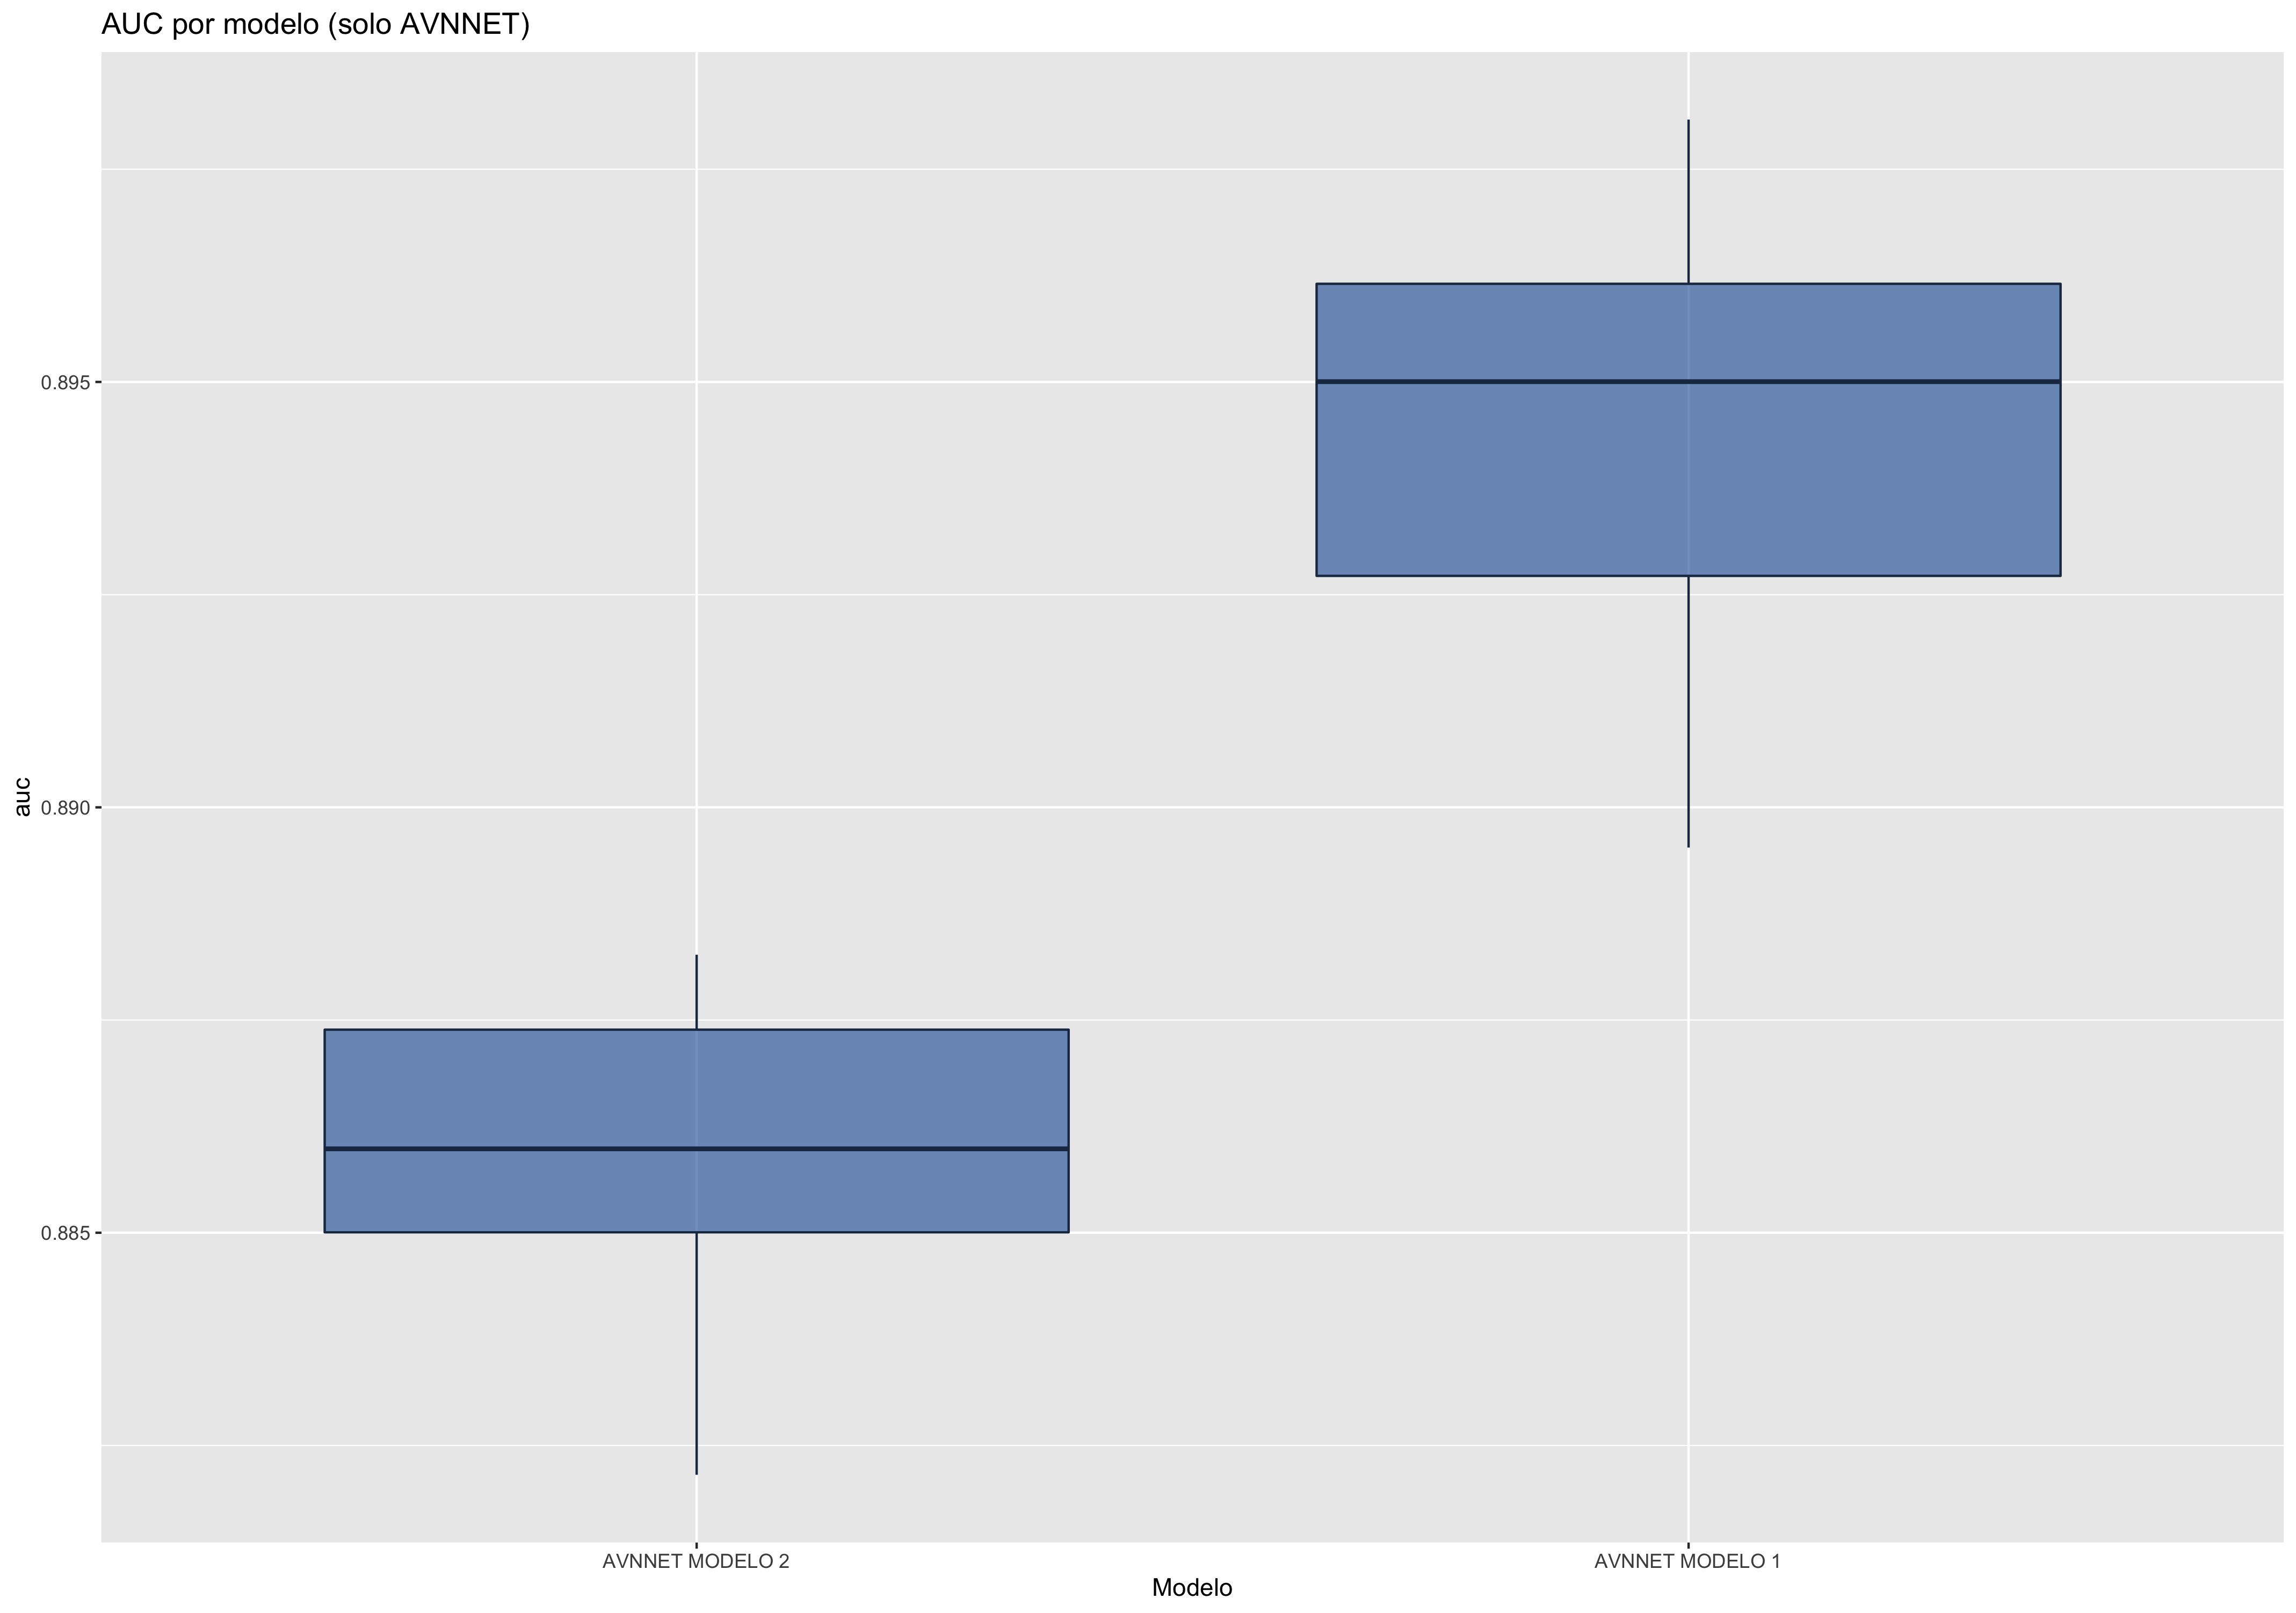 AUC por modelo (solo AVNNET)
auc
0.895
0.890
0.885
AVNNET MODELO 2
AVNNET MODELO 1
Modelo